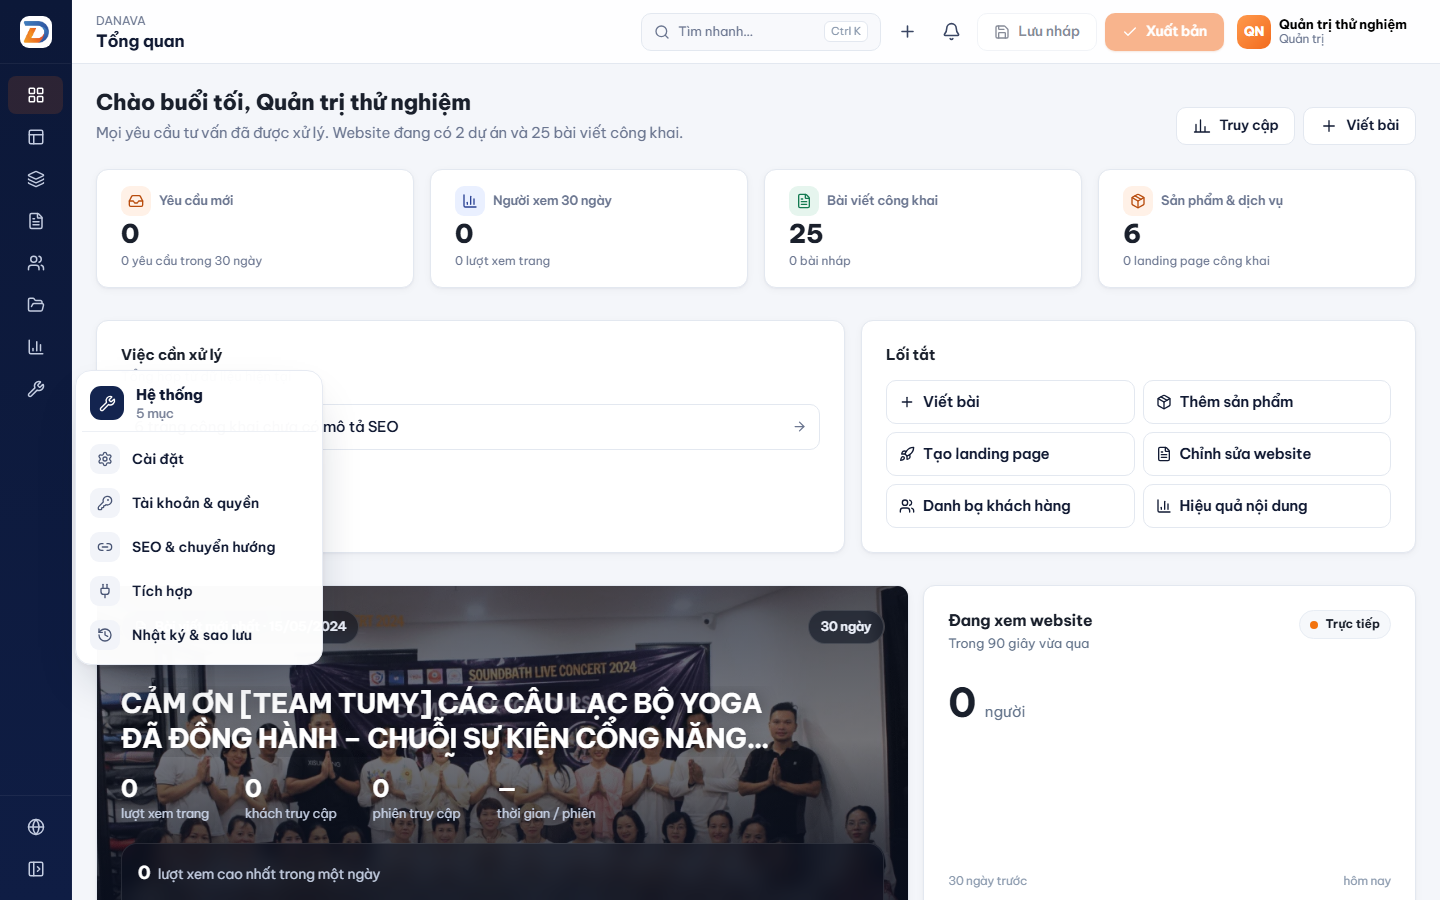 DANAVA
Tổng quan
Tìm nhanh...
Ctrl K
Lưu nháp
Xuất bản
QN
Quản trị thử nghiệm
Quản trị
Chào buổi tối, Quản trị thử nghiệm
Mọi yêu cầu tư vấn đã được xử lý. Website đang có 2 dự án và 25 bài viết công khai.
Truy cập
Viết bài
Yêu cầu mới
0
0 yêu cầu trong 30 ngày
Người xem 30 ngày
0
0 lượt xem trang
Bài viết công khai
25
0 bài nháp
Sản phẩm & dịch vụ
6
0 landing page công khai
Việc cần xử lý
mô tả SEO
Lối tắt
Viết bài
Thêm sản phẩm
Tạo landing page
Chỉnh sửa website
Danh bạ khách hàng
Hiệu quả nội dung
Hệ thống
5 mục
Cài đặt
Tài khoản & quyền
SEO & chuyển hướng
Tích hợp
Nhật ký & sao lưu
/2024
30 ngày
SOUNDBATH LIVE CONCERT 2024
CẢM ƠN [TEAM TUMY] CÁC CÂU LẠC BỘ YOGA
ĐÃ ĐỒNG HÀNH – CHUỖI SỰ KIỆN CỔNG NĂNG...
0
lượt xem trang
0
khách truy cập
0
phiên truy cập
–
thời gian / phiên
0 lượt xem cao nhất trong một ngày
Đang xem website
Trong 90 giây vừa qua
Trực tiếp
0 người
30 ngày trước
hôm nay